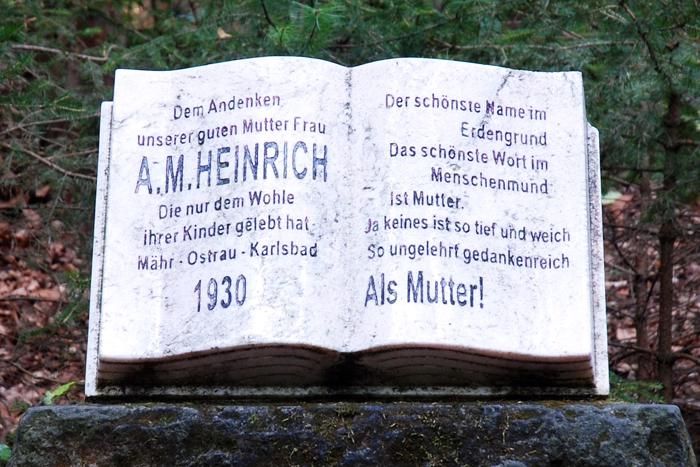 Dem Andenken
unserer guten Mutter Frau
A.M.HEINRICH
Die nur dem Wohle
ihrer Kinder gelebt hat
Mähr - Ostrau - Karlsbad
1930
Der schönste Name im
Erdengrund
Das schönste Wort im
Menschenmund
Ist Mutter.
Ja keines ist so tief und weich
So ungelehrt gedankenreich
Als Mutter!